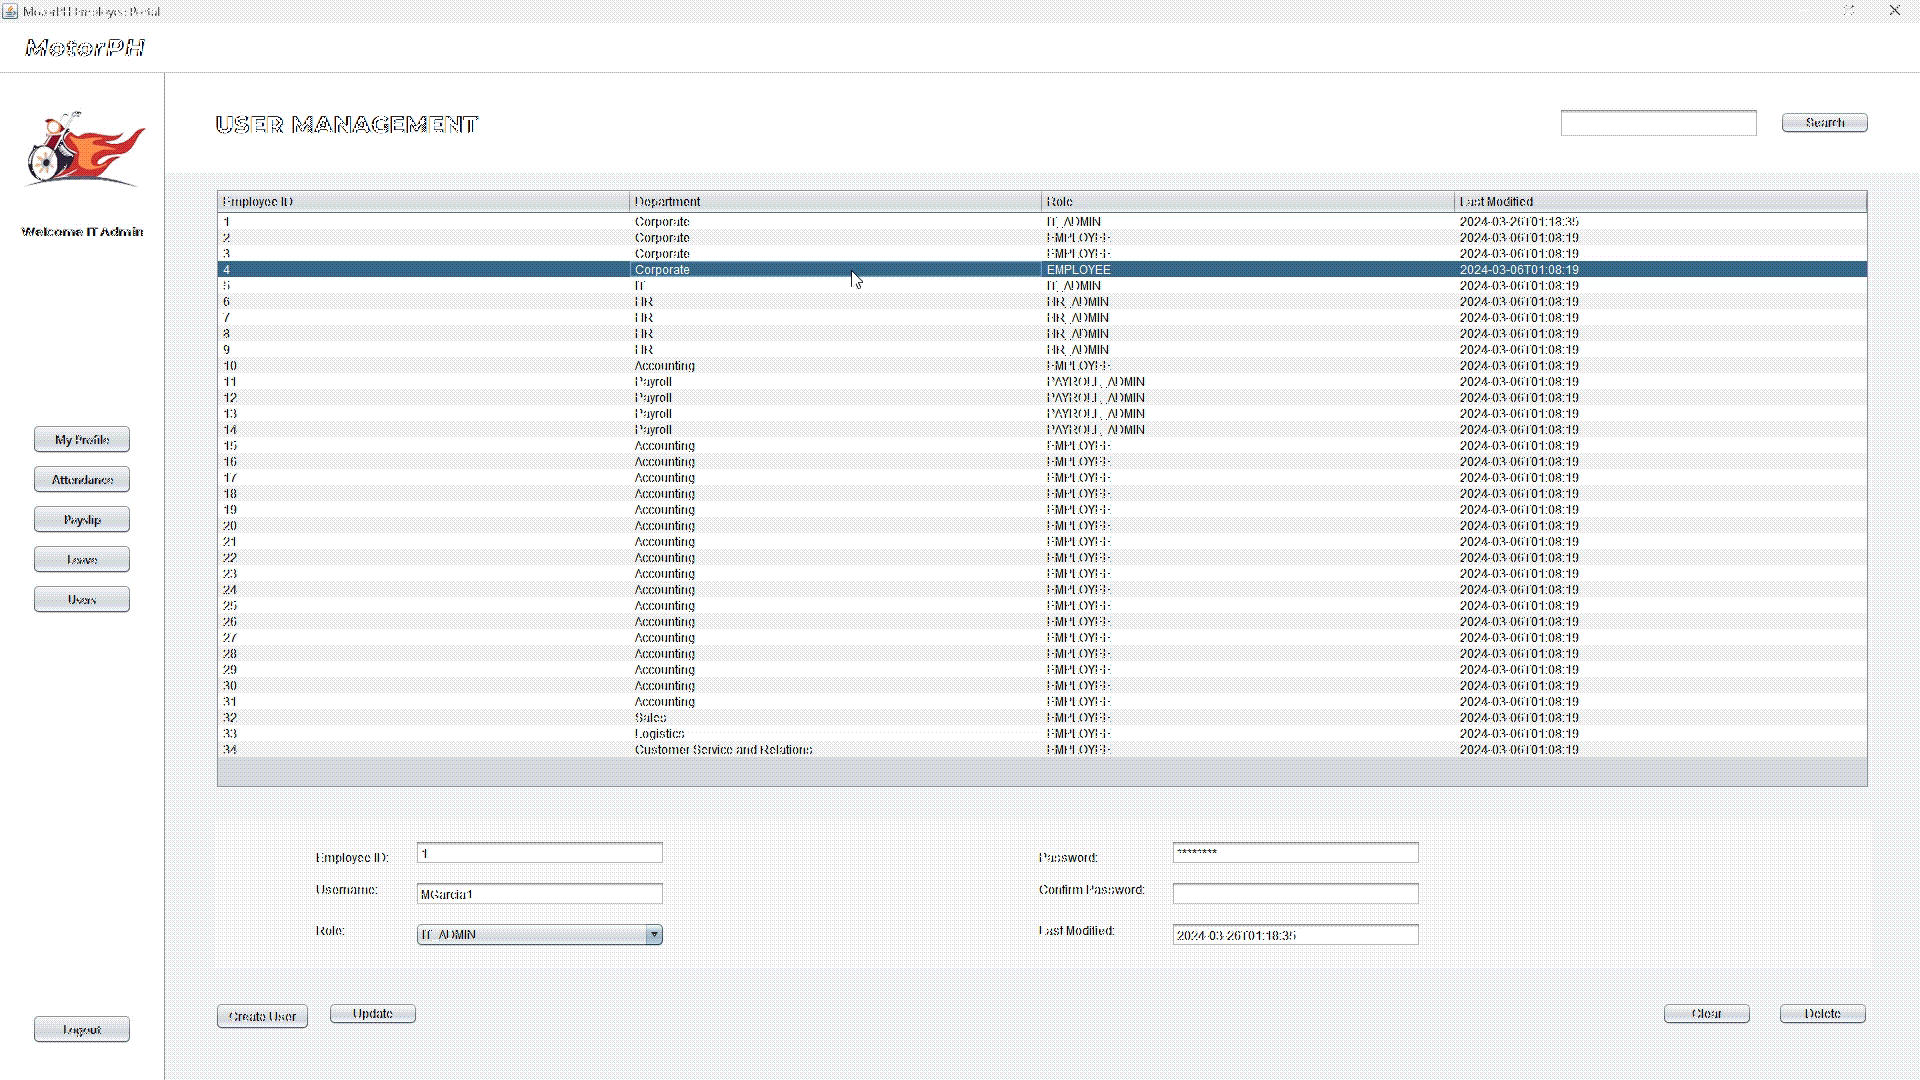 MotorPH Employee Portal
MotorPH
Welcome IT Admin
My Profile
Attendance
Payslip
Leave
Users
Logout
USER MANAGEMENT
Search
Employee ID Department Role Last Modified
1 Corporate IT_ADMIN 2024-03-26T01:18:35
2 Corporate EMPLOYEE 2024-03-06T01:08:19
3 Corporate EMPLOYEE 2024-03-06T01:08:19
4 Corporate EMPLOYEE 2024-03-06T01:08:19
5 IT IT_ADMIN 2024-03-06T01:08:19
6 HR HR_ADMIN 2024-03-06T01:08:19
7 HR HR_ADMIN 2024-03-06T01:08:19
8 HR HR_ADMIN 2024-03-06T01:08:19
9 HR HR_ADMIN 2024-03-06T01:08:19
10 Accounting EMPLOYEE 2024-03-06T01:08:19
11 Payroll PAYROLL_ADMIN 2024-03-06T01:08:19
12 Payroll PAYROLL_ADMIN 2024-03-06T01:08:19
13 Payroll PAYROLL_ADMIN 2024-03-06T01:08:19
14 Payroll PAYROLL_ADMIN 2024-03-06T01:08:19
15 Accounting EMPLOYEE 2024-03-06T01:08:19
16 Accounting EMPLOYEE 2024-03-06T01:08:19
17 Accounting EMPLOYEE 2024-03-06T01:08:19
18 Accounting EMPLOYEE 2024-03-06T01:08:19
19 Accounting EMPLOYEE 2024-03-06T01:08:19
20 Accounting EMPLOYEE 2024-03-06T01:08:19
21 Accounting EMPLOYEE 2024-03-06T01:08:19
22 Accounting EMPLOYEE 2024-03-06T01:08:19
23 Accounting EMPLOYEE 2024-03-06T01:08:19
24 Accounting EMPLOYEE 2024-03-06T01:08:19
25 Accounting EMPLOYEE 2024-03-06T01:08:19
26 Accounting EMPLOYEE 2024-03-06T01:08:19
27 Accounting EMPLOYEE 2024-03-06T01:08:19
28 Accounting EMPLOYEE 2024-03-06T01:08:19
29 Accounting EMPLOYEE 2024-03-06T01:08:19
30 Accounting EMPLOYEE 2024-03-06T01:08:19
31 Accounting EMPLOYEE 2024-03-06T01:08:19
32 Sales EMPLOYEE 2024-03-06T01:08:19
33 Logistics EMPLOYEE 2024-03-06T01:08:19
34 Customer Service and Relations EMPLOYEE 2024-03-06T01:08:19
Employee ID: 1 Password: ********
Username: MGarcia1 Confirm Password:
Role: IT_ADMIN Last Modified: 2024-03-26T01:18:35
Create User Update Clear Delete